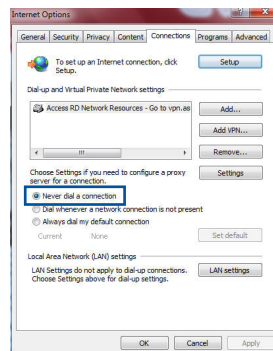 Internet Options
General Security Privacy Content Connections Programs Advanced
To set up an Internet connection, click Setup.
Setup
Dial-up and Virtual Private Network settings
Access RD Network Resources - Go to vpn.as
Add...
Add VPN...
Remove...
Choose Settings if you need to configure a proxy server for a connection.
Settings
Never dial a connection
Dial whenever a network connection is not present
Always dial my default connection
Current None
Set default
Local Area Network (LAN) settings
LAN Settings do not apply to dial-up connections. Choose Settings above for dial-up settings.
LAN settings
OK Cancel Apply